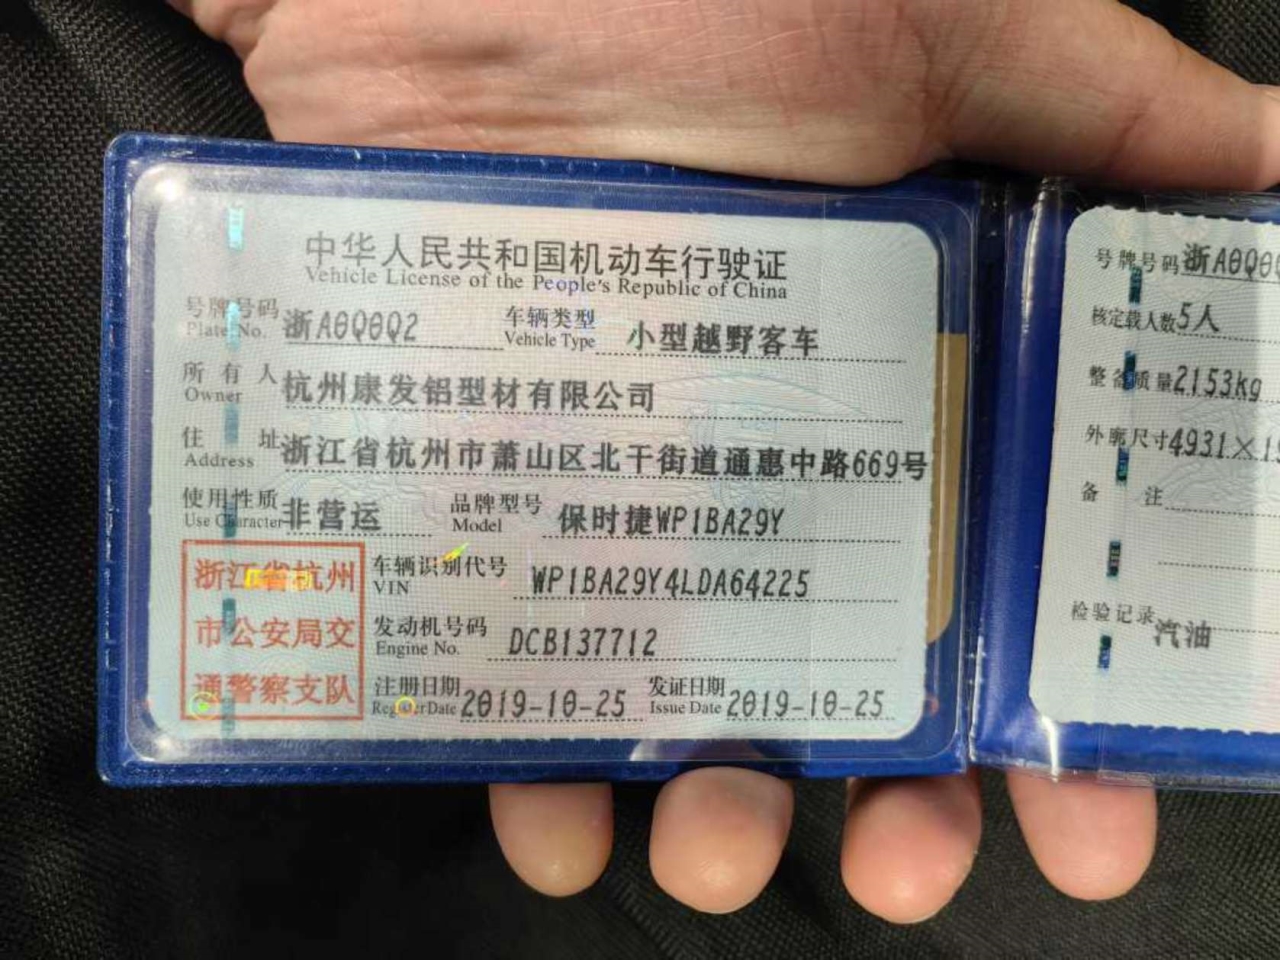 中华人民共和国机动车行驶证
Vehicle License of the People's Republic of China
号牌号码 浙A0Q0Q2 车辆类型 小型越野客车
Plate No. Vehicle Type
所有人 杭州康发铝型材有限公司
Owner
住址 浙江省杭州市萧山区北干街道通惠中路669号
Address
使用性质 非营运 品牌型号 保时捷WP1BA29Y
Use Character Model
浙江省杭州
市公安局交
通警察支队
车辆识别代号 WP1BA29Y4LDA64225
VIN
发动机号码 DCB137712
Engine No.
注册日期 2019-10-25 发证日期 2019-10-25
Register Date Issue Date
号牌号码 浙A0Q0
核定载人数 5人
整备质量 2153kg
外廓尺寸 4931×19
备注
检验记录
汽油